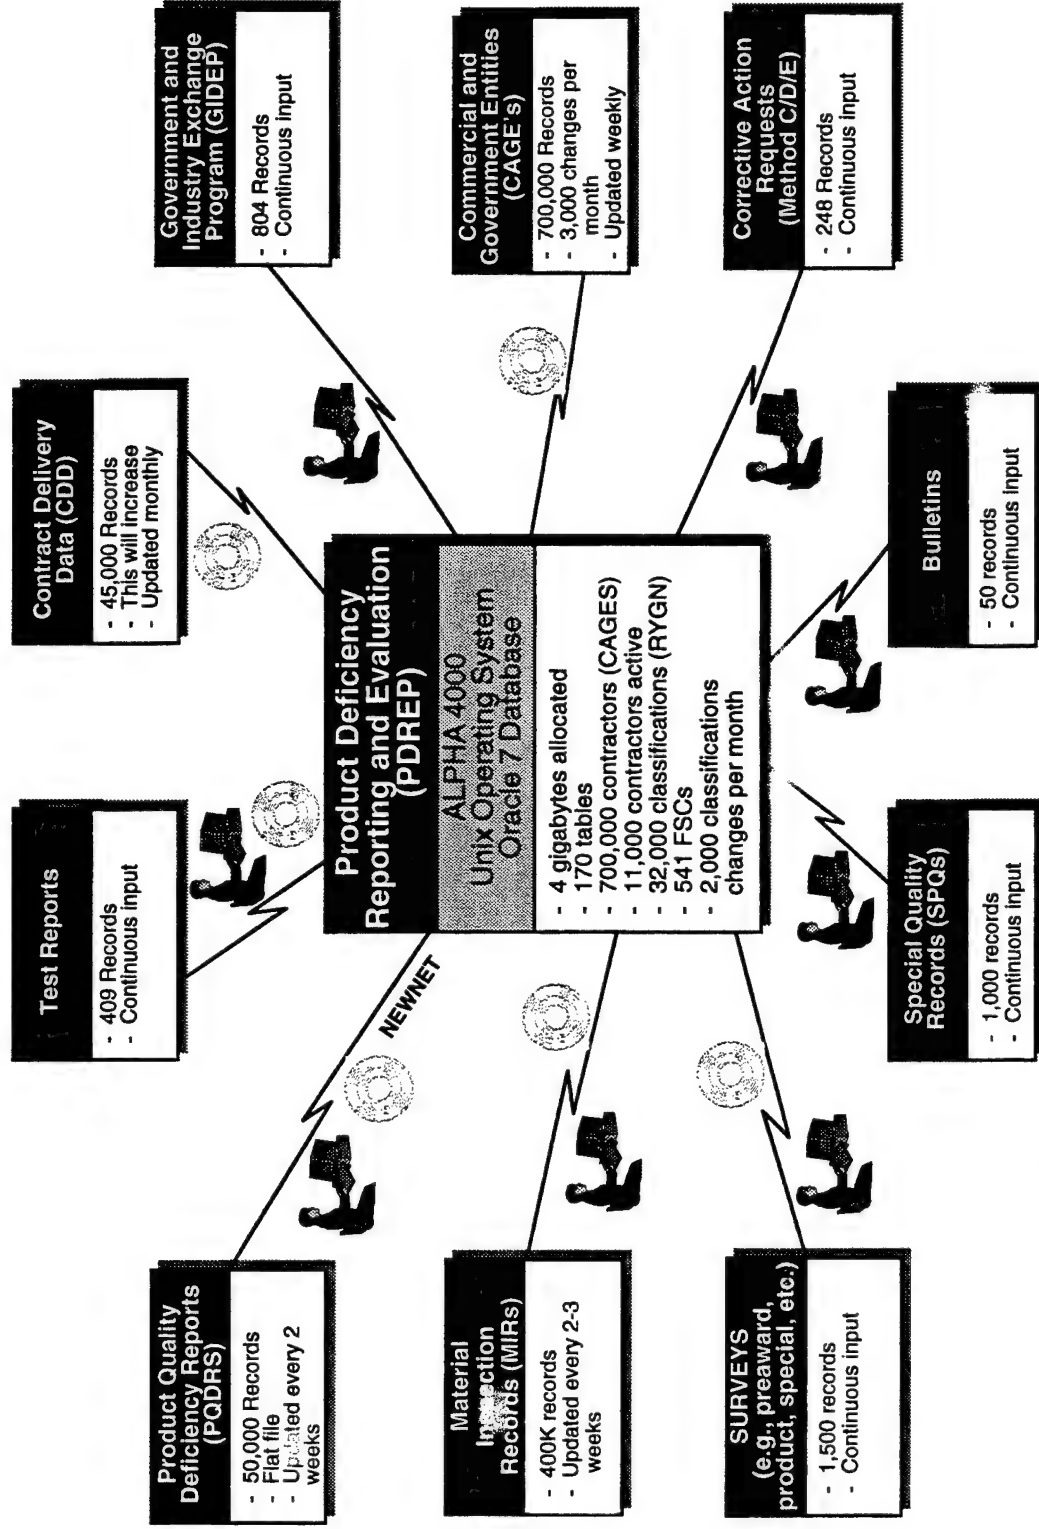 Product Quality
Deficiency Reports
(PQDRS)
- 50,000 Records
- Flat file
- Updated every 2
weeks
Test Reports
- 409 Records
- Continuous input
Contract Delivery
Data (CDD)
- 45,000 Records
- This will increase
- Updated monthly
Government and
Industry Exchange
Program (GIDEP)
- 804 Records
- Continuous input
NEWNET
Material
Inspection
Records (MIRs)
- 400K records
- Updated every 2-3
weeks
Product Deficiency
Reporting and Evaluation
(PDREP)
ALPHA 4000
Unix Operating System
Oracle 7 Database
- 4 gigabytes allocated
- 170 tables
- 700,000 contractors (CAGES)
- 11,000 contractors active
- 32,000 classifications (RYGN)
- 541 FSCs
- 2,000 classifications
changes per month
Commercial and
Government Entities
(CAGE's)
- 700,000 Records
- 3,000 changes per
month
- Updated weekly
SURVEYS
(e.g., preaward,
product, special, etc.)
- 1,500 records
- Continuous input
Special Quality
Records (SPQs)
- 1,000 records
- Continuous input
Bulletins
- 50 records
- Continuous input
Corrective Action
Requests
(Method C/D/E)
- 248 Records
- Continuous input